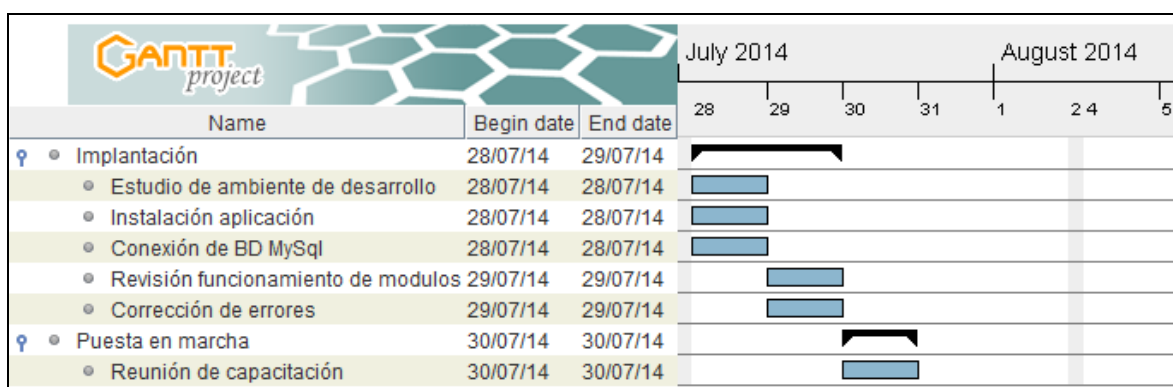 GANTT
project
July 2014 August 2014
28 29 30 31 1 2 4 5
Name Begin date End date
Implantación 28/07/14 29/07/14
Estudio de ambiente de desarrollo 28/07/14 28/07/14
Instalación aplicación 28/07/14 28/07/14
Conexión de BD MySql 28/07/14 28/07/14
Revisión funcionamiento de modulos 29/07/14 29/07/14
Corrección de errores 29/07/14 29/07/14
Puesta en marcha 30/07/14 30/07/14
Reunión de capacitación 30/07/14 30/07/14